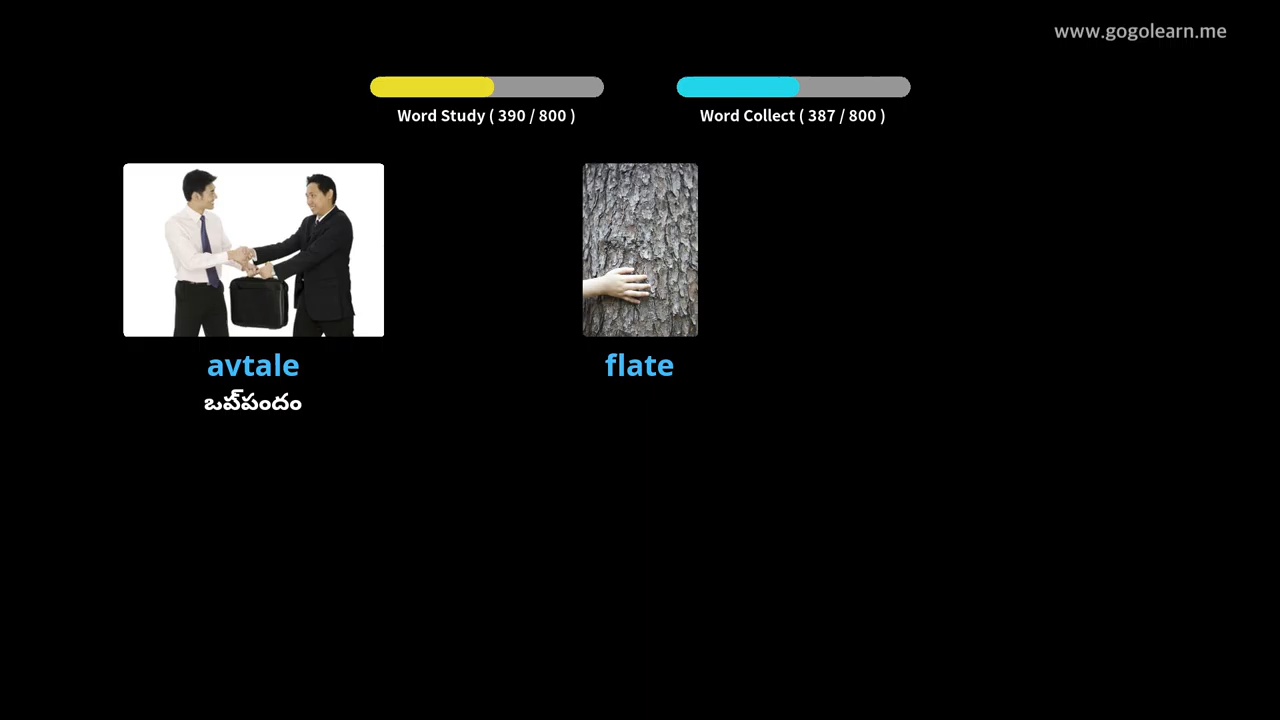 www.gogolearn.me
Word Study ( 390 / 800 )
Word Collect ( 387 / 800 )
avtale
ఒప్పందం
flate